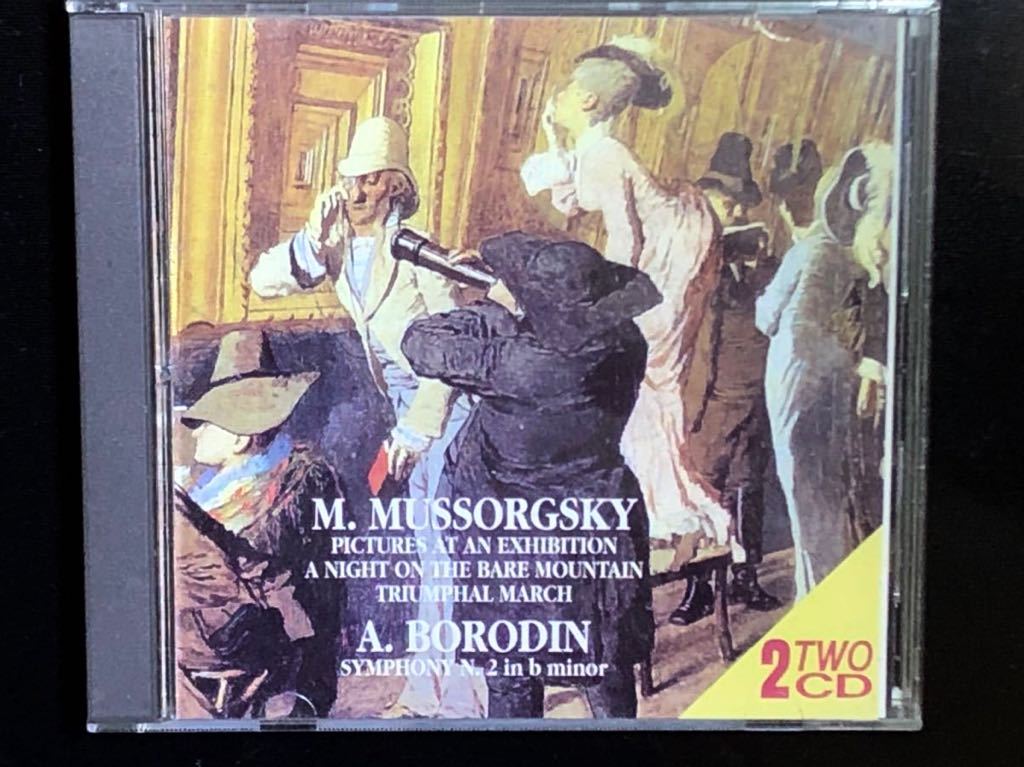 M. MUSSORGSKY
PICTURES AT AN EXHIBITION
A NIGHT ON THE BARE MOUNTAIN
TRIUMPHAL MARCH
A. BORODIN
SYMPHONY N. 2 in b minor
2 TWO
CD